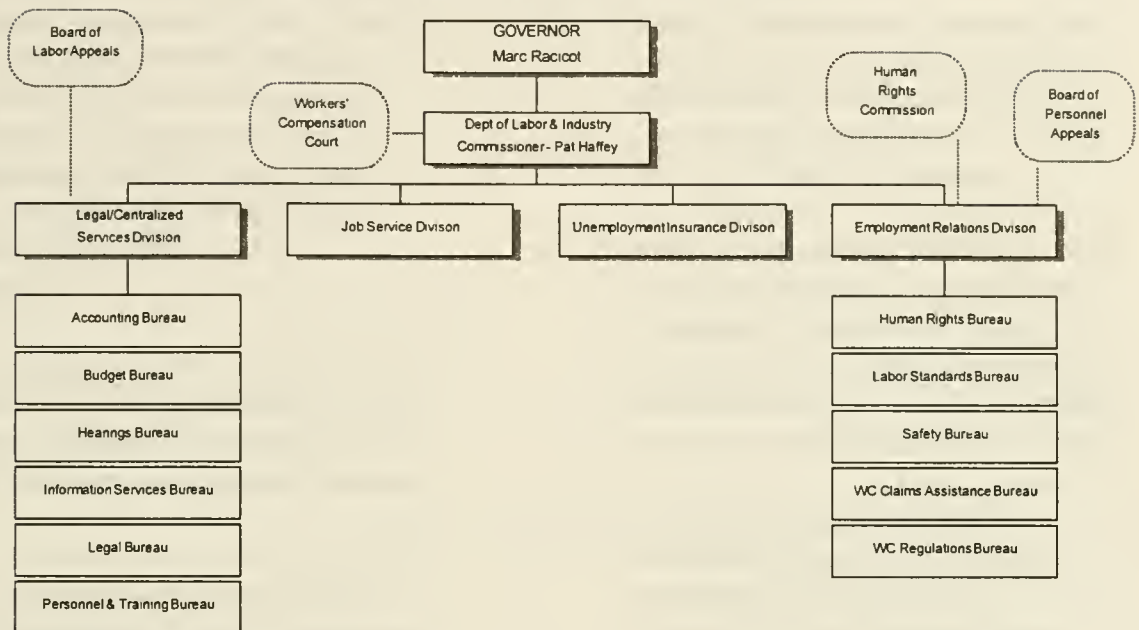 Board of
Labor Appeals
GOVERNOR
Marc Racicot
Human
Rights
Commission
Board of
Personnel
Appeals
Workers'
Compensation
Court
Dept of Labor & Industry
Commissioner - Pat Haffey
Legal/Centralized
Services Division
Job Service Divison
Unemployment Insurance Divison
Employment Relations Divison
Accounting Bureau
Budget Bureau
Hearings Bureau
Information Services Bureau
Legal Bureau
Personnel & Training Bureau
Human Rights Bureau
Labor Standards Bureau
Safety Bureau
WC Claims Assistance Bureau
WC Regulations Bureau